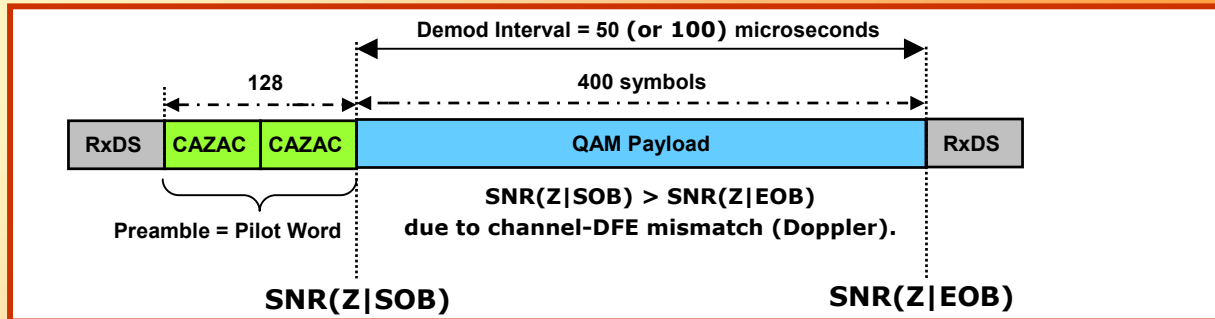 Demod Interval = 50 (or 100) microseconds
128
400 symbols
RxDS CAZAC CAZAC QAM Payload RxDS
Preamble = Pilot Word
SNR(Z|SOB) > SNR(Z|EOB)
due to channel-DFE mismatch (Doppler).
SNR(Z|SOB)
SNR(Z|EOB)